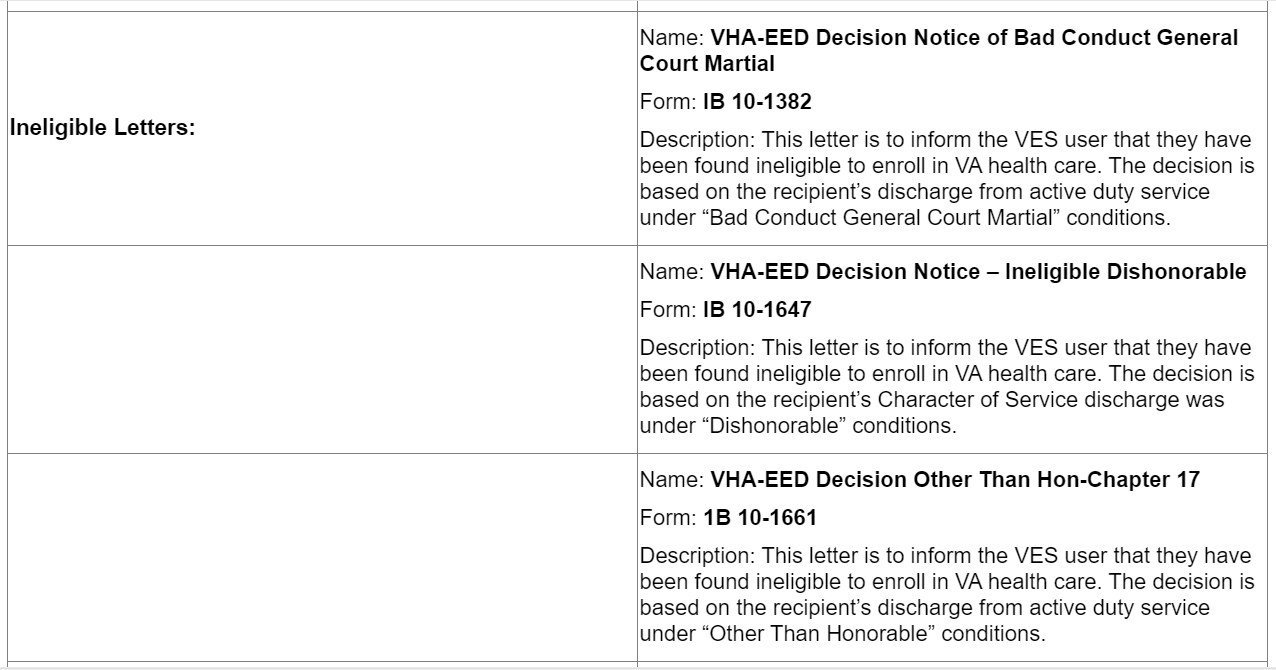 Ineligible Letters:
Name: VHA-EED Decision Notice of Bad Conduct General
Court Martial
Form: IB 10-1382
Description: This letter is to inform the VES user that they have
been found ineligible to enroll in VA health care. The decision is
based on the recipient’s discharge from active duty service
under “Bad Conduct General Court Martial” conditions.
Name: VHA-EED Decision Notice – Ineligible Dishonorable
Form: IB 10-1647
Description: This letter is to inform the VES user that they have
been found ineligible to enroll in VA health care. The decision is
based on the recipient’s Character of Service discharge was
under “Dishonorable” conditions.
Name: VHA-EED Decision Other Than Hon-Chapter 17
Form: 1B 10-1661
Description: This letter is to inform the VES user that they have
been found ineligible to enroll in VA health care. The decision is
based on the recipient’s discharge from active duty service
under “Other Than Honorable” conditions.